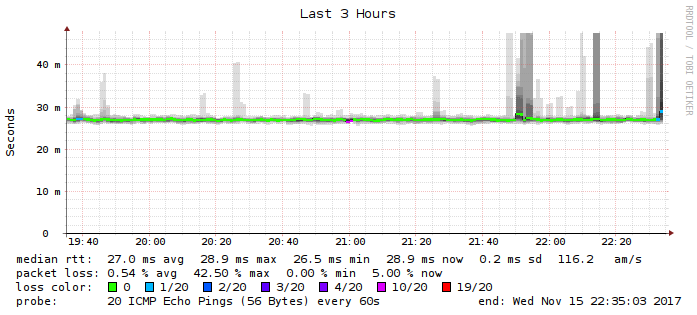 Last 3 Hours
RRDTOOL / TOBI OETIKER
Seconds
40 m
30 m
20 m
10 m
0
19:40 20:00 20:20 20:40 21:00 21:20 21:40 22:00 22:20
median rtt: 27.0 ms avg 28.9 ms max 26.5 ms min 28.9 ms now 0.2 ms sd 116.2 am/s
packet loss: 0.54 % avg 42.50 % max 0.00 % min 5.00 % now
loss color: 0 1/20 2/20 3/20 4/20 10/20 19/20
probe: 20 ICMP Echo Pings (56 Bytes) every 60s end: Wed Nov 15 22:35:03 2017